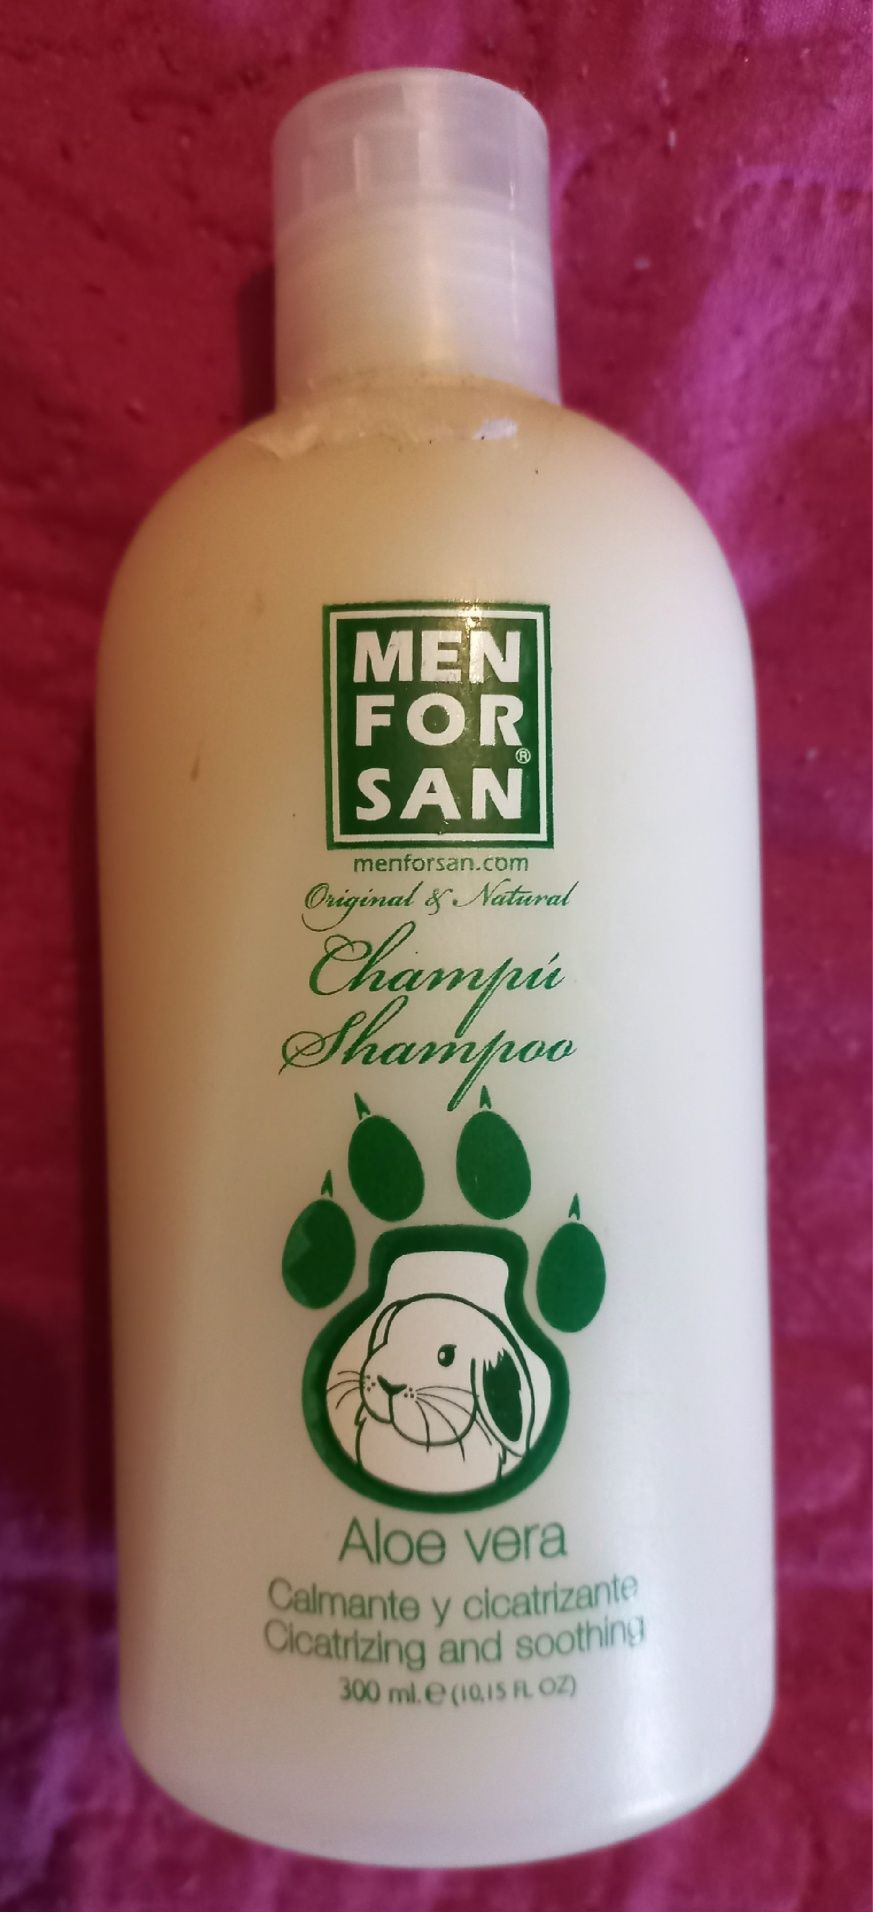 MEN
FOR
SAN®
menforsan.com
Original & Natural
Champú
Shampoo
Aloe vera
Calmante y cicatrizante
Cicatrizing and soothing
300 ml. e (10,15 FL OZ)